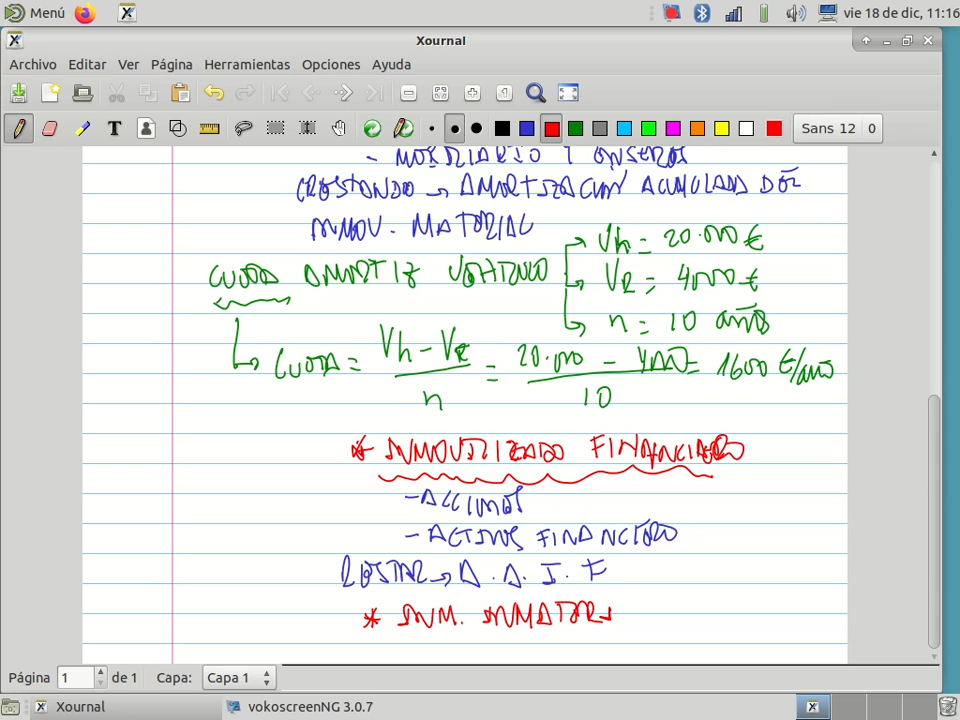 Menú vie 18 de dic, 11:16
Xournal
Archivo Editar Ver Página Herramientas Opciones Ayuda
Sans 12 0
- MOBILIARIO Y ENSERES
RESTANDO → AMORTIZACIÓN ACUMULADA DEL
INMOV. MATERIAL
CUOTA AMORTIZ VEHÍCULO
Vh = 20.000 €
VR = 4000 €
n = 10 años
CUOTA = Vh - VR / n = 20.000 - 4000 / 10 = 1600 €/año
* INMOVILIZADO FINANCIERO
- ACCIONES
- ACTIVOS FINANCIERO
RESTAR → A. A. I. F
* INM. INMATERI
Página 1 de 1 Capa: Capa 1
Xournal vokoscreenNG 3.0.7